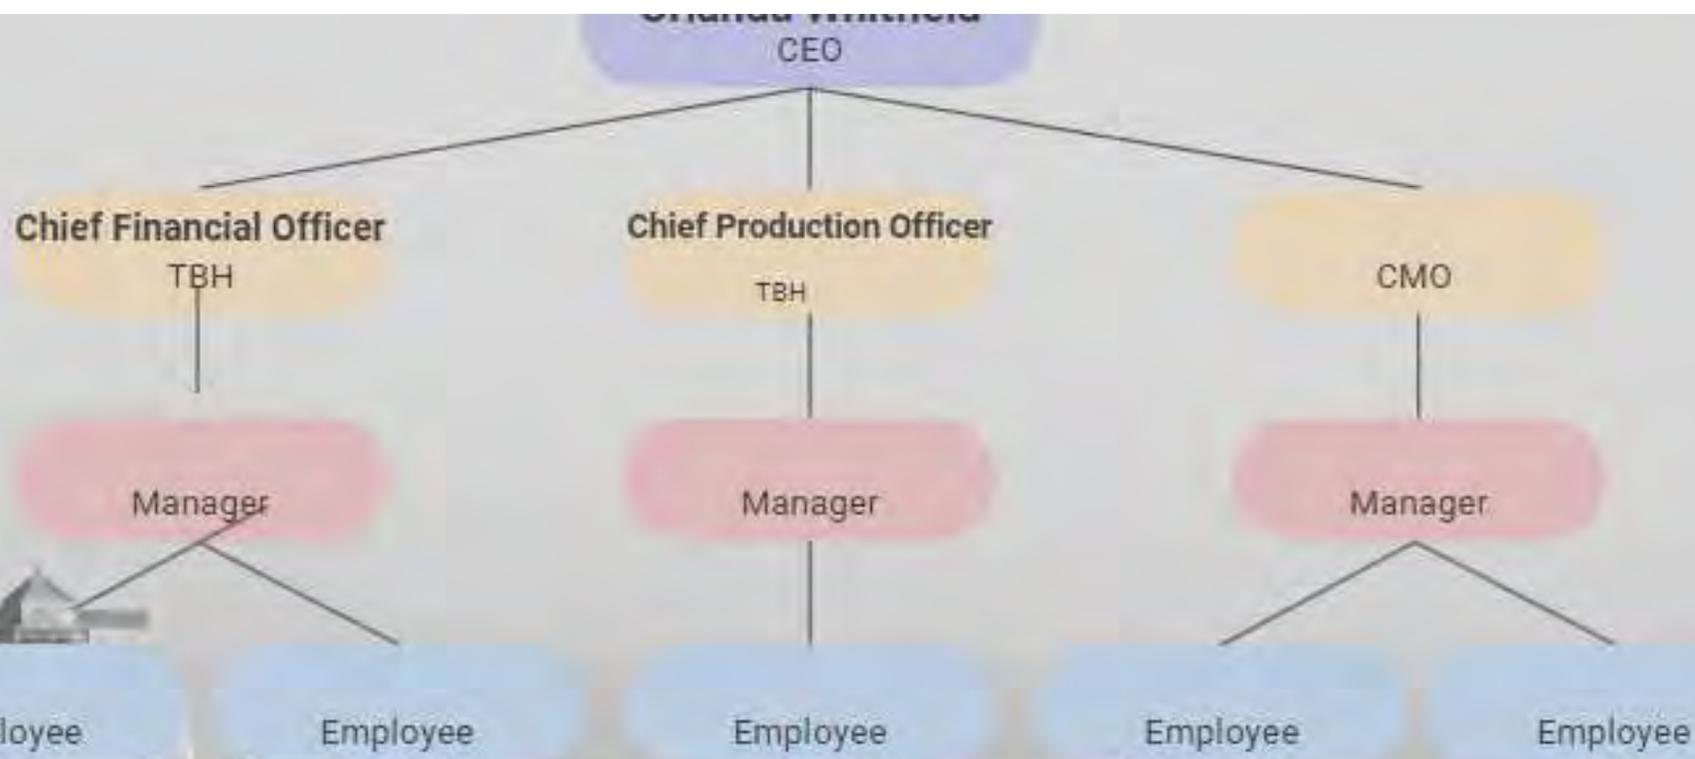 CEO
Chief Financial Officer
TBH
Chief Production Officer
TBH
CMO
Manager
Manager
Manager
Employee
Employee
Employee
Employee